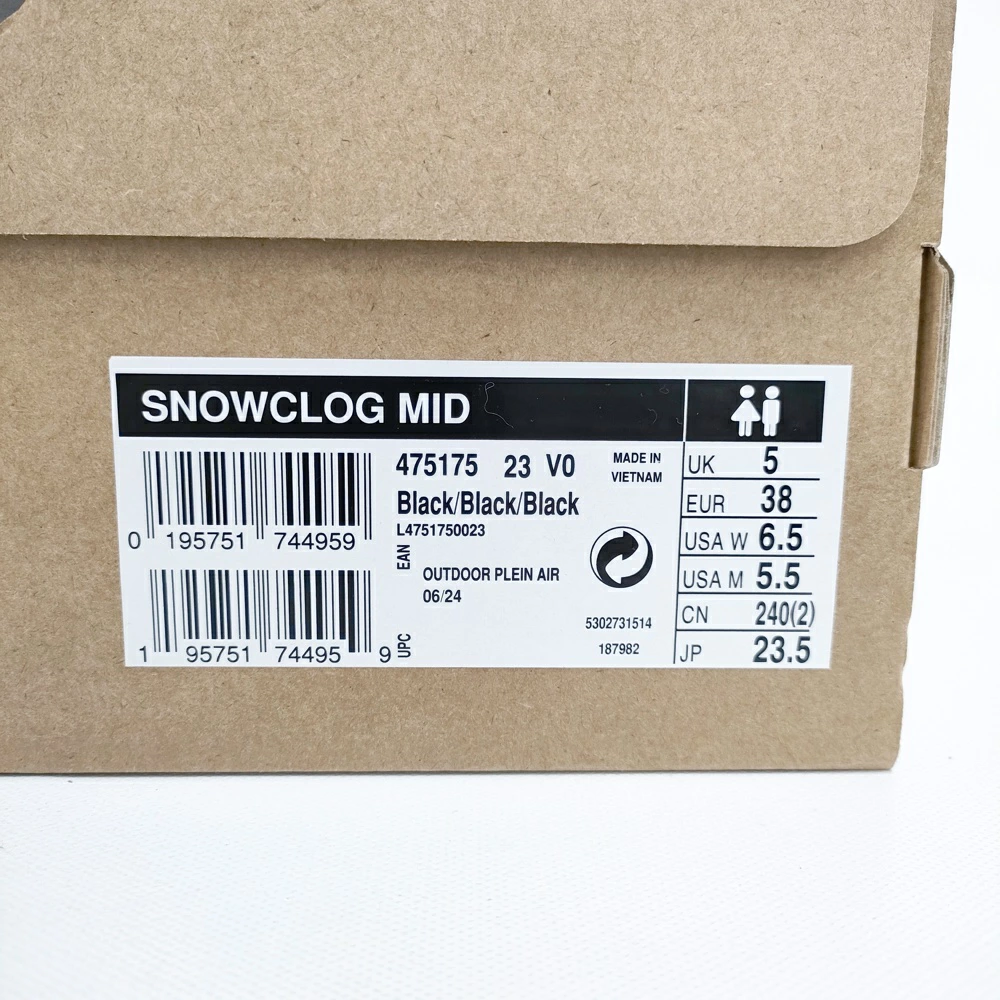 SNOWCLOG MID
475175 23 V0
MADE IN
VIETNAM
Black/Black/Black
L4751750023
0 195751 744959
EAN
OUTDOOR PLEIN AIR
06/24
5302731514
187982
1 95751 74495 9
UPC
UK 5
EUR 38
USA W 6.5
USA M 5.5
CN 240(2)
JP 23.5